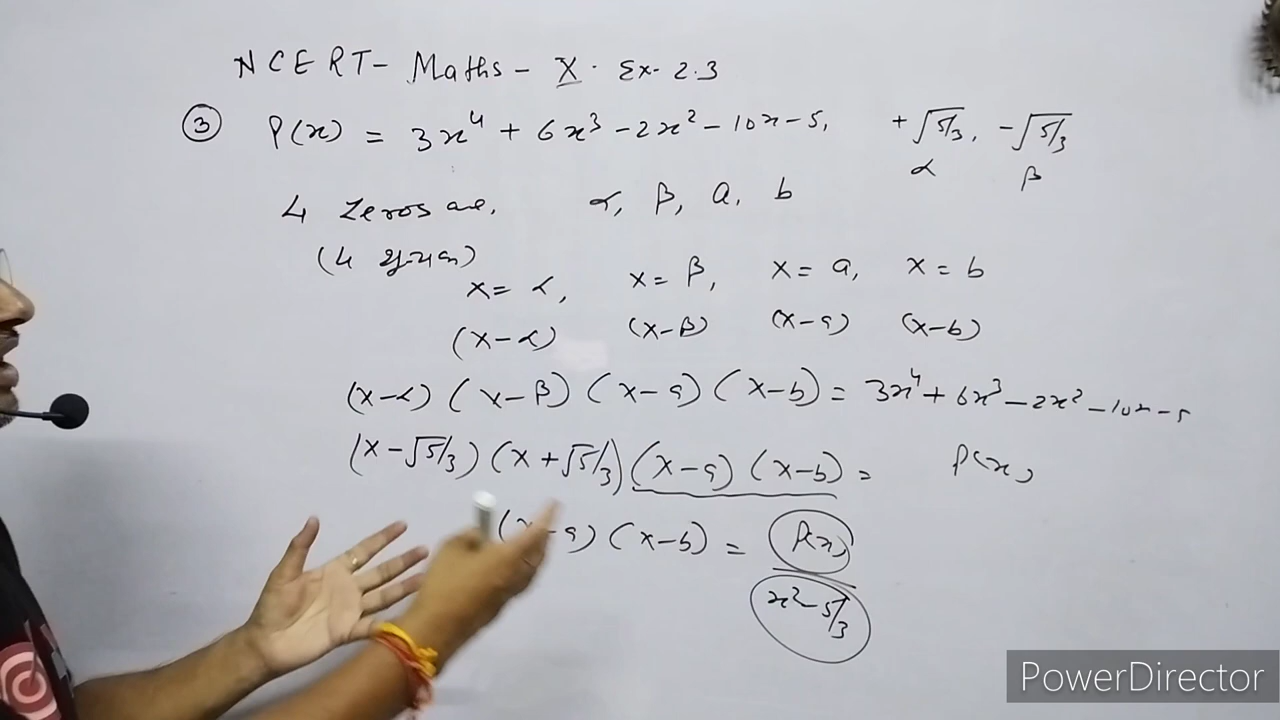 NCERT- Maths - X. Ex- 2.3
③ P(x) = 3x⁴ + 6x³ - 2x² - 10x - 5, +√5/3, -√5/3
α β
4 Zeros are, α, β, a, b
(4
x = α, x = β, x = a, x = b
(x-α) (x-β) (x-a) (x-b)
(x-α) (x-β) (x-a) (x-b) = 3x⁴ + 6x³ - 2x² - 10x - 5
(x-√5/3) (x+√5/3) (x-a) (x-b) = P(x)
(x-a) (x-b) = P(x)
x² - 5/3
PowerDirector